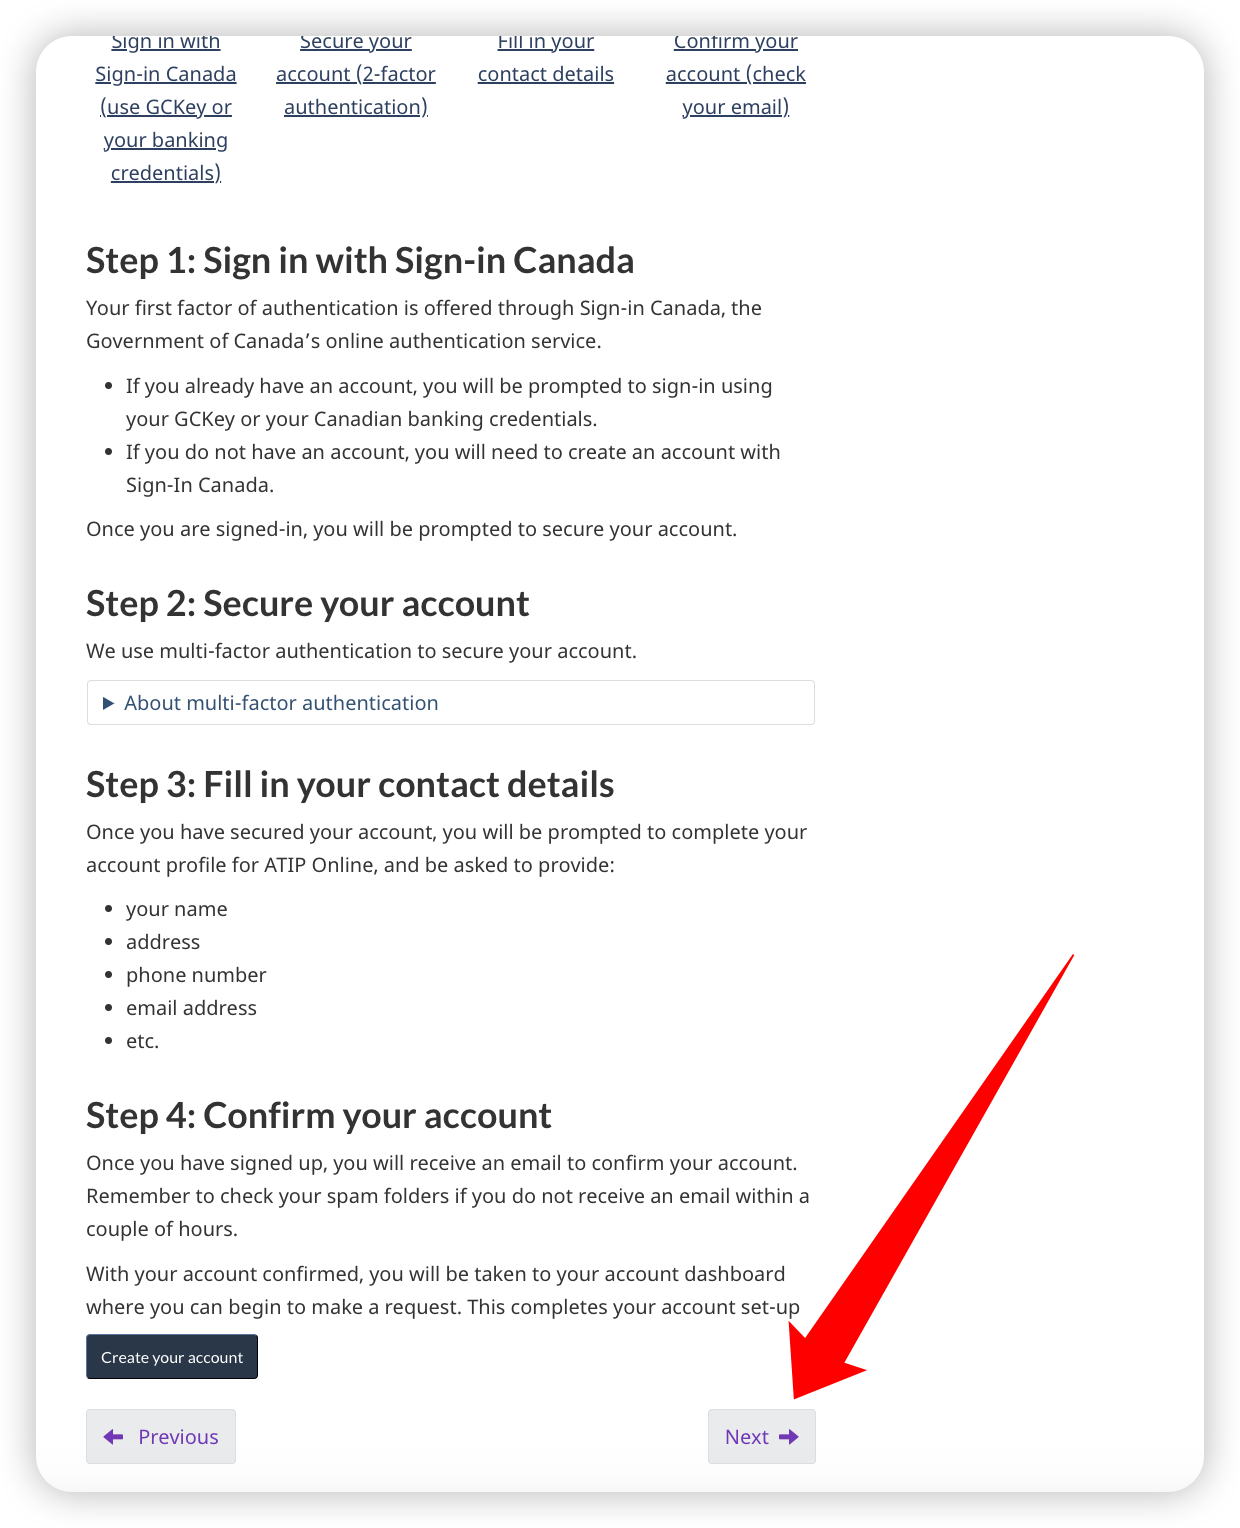 Sign in with
Sign-in Canada
(use GCKey or
your banking
credentials)
Secure your
account (2-factor
authentication)
Fill in your
contact details
Confirm your
account (check
your email)
Step 1: Sign in with Sign-in Canada
Your first factor of authentication is offered through Sign-in Canada, the
Government of Canada’s online authentication service.
If you already have an account, you will be prompted to sign-in using
your GCKey or your Canadian banking credentials.
If you do not have an account, you will need to create an account with
Sign-In Canada.
Once you are signed-in, you will be prompted to secure your account.
Step 2: Secure your account
We use multi-factor authentication to secure your account.
About multi-factor authentication
Step 3: Fill in your contact details
Once you have secured your account, you will be prompted to complete your
account profile for ATIP Online, and be asked to provide:
your name
address
phone number
email address
etc.
Step 4: Confirm your account
Once you have signed up, you will receive an email to confirm your account.
Remember to check your spam folders if you do not receive an email within a
couple of hours.
With your account confirmed, you will be taken to your account dashboard
where you can begin to make a request. This completes your account set-up
Create your account
Previous
Next